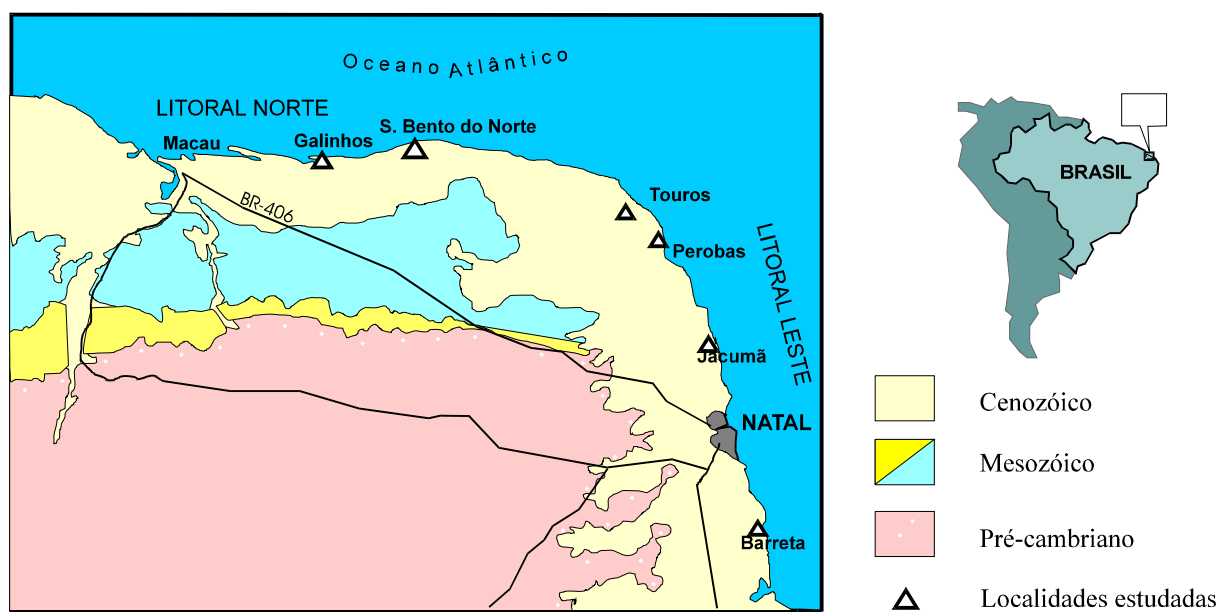 Oceano Atlântico
LITORAL NORTE
S. Bento do Norte
Macau
Galinhos
BR-406
Touros
Perobas
LITORAL LESTE
Jacumã
NATAL
Barreta
BRASIL
Cenozóico
Mesozóico
Pré-cambriano
Localidades estudadas